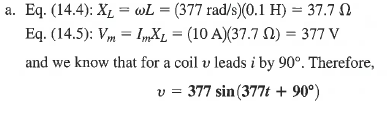 a. Eq. (14.4): X_L = ωL = (377 rad/s)(0.1 H) = 37.7 Ω
Eq. (14.5): V_m = I_mX_L = (10 A)(37.7 Ω) = 377 V
and we know that for a coil v leads i by 90°. Therefore,
v = 377 sin(377t + 90°)